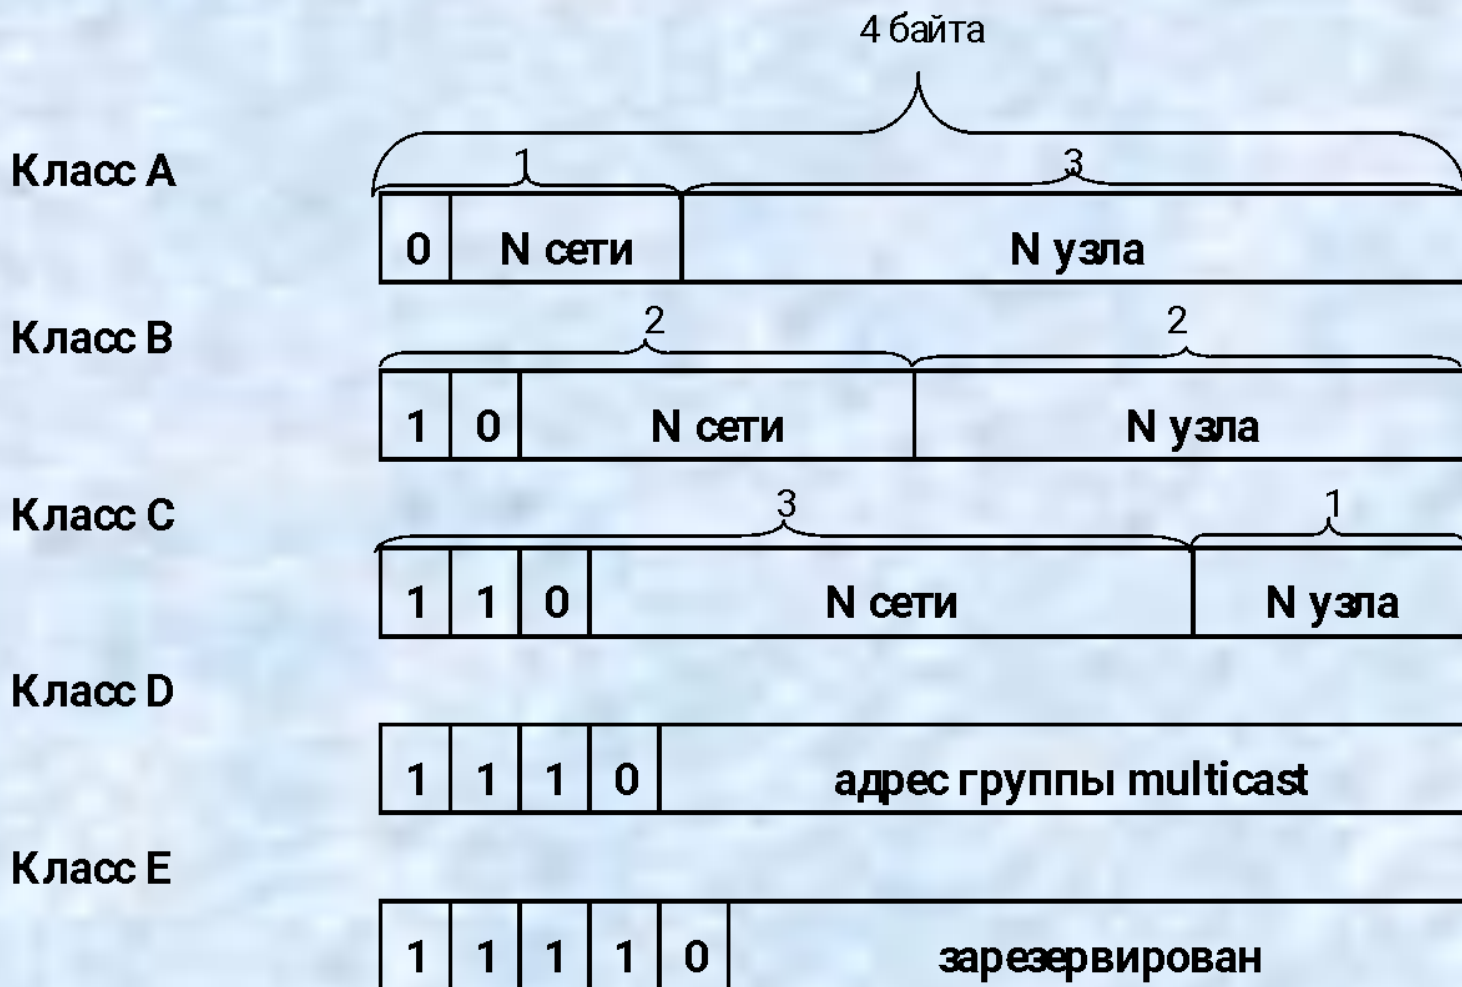 4 байта
Класс A
1 3
0 N сети N узла
Класс B
2 2
1 0 N сети N узла
Класс C
3 1
1 1 0 N сети N узла
Класс D
1 1 1 0 адрес группы multicast
Класс E
1 1 1 1 0 зарезервирован